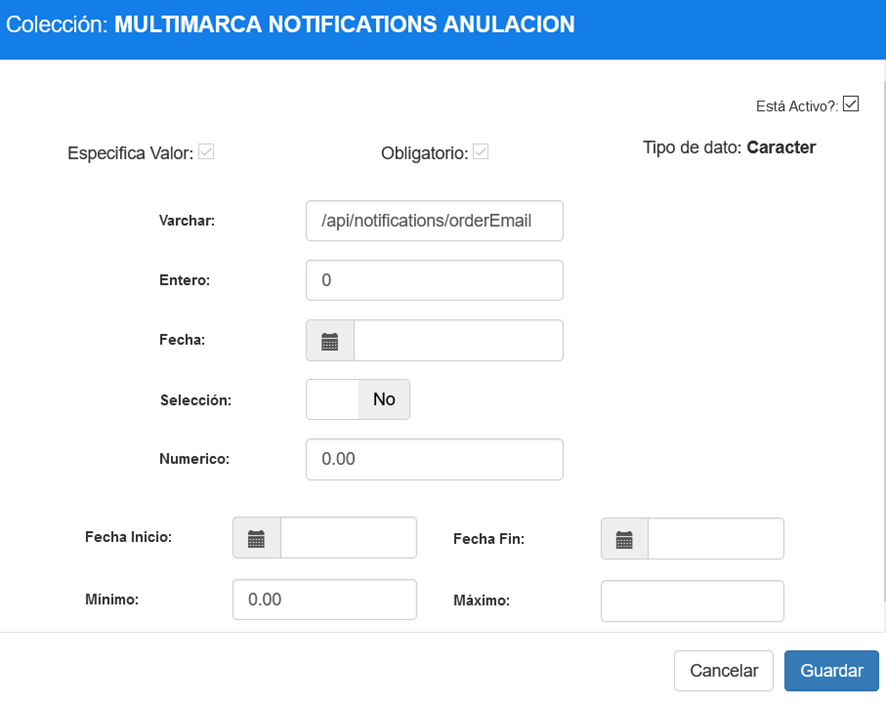 Colección: MULTIMARCA NOTIFICATIONS ANULACION
Está Activo?:
Especifica Valor:
Obligatorio:
Tipo de dato: Caracter
Varchar:
/api/notifications/orderEmail
Entero:
0
Fecha:
Selección:
No
Numerico:
0.00
Fecha Inicio:
Fecha Fin:
Mínimo:
0.00
Máximo:
Cancelar
Guardar